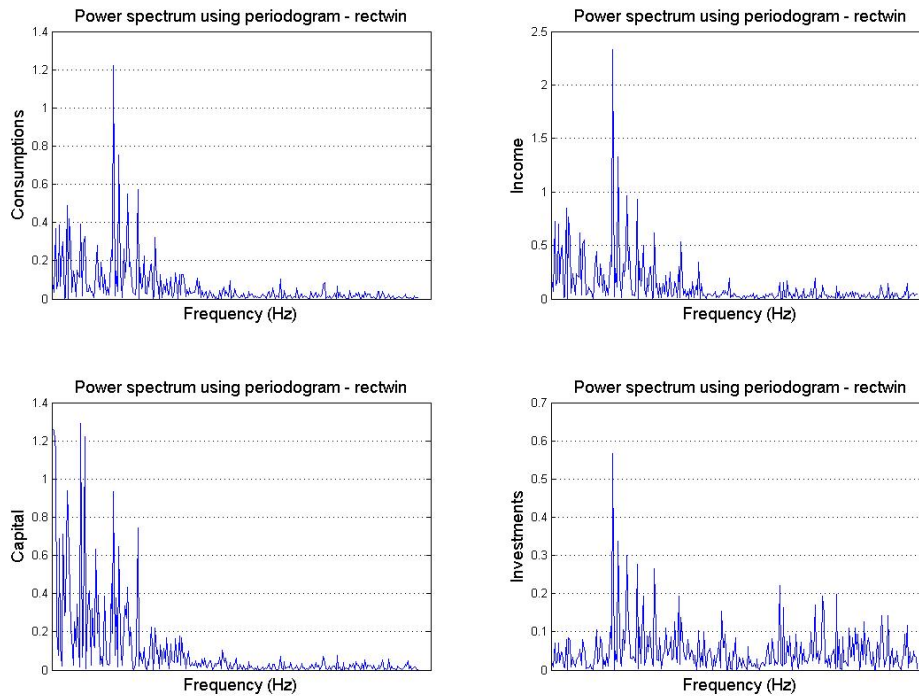 Power spectrum using periodogram - rectwin
1.4
1.2
1
0.8
0.6
0.4
0.2
0
Consumptions
Frequency (Hz)
Power spectrum using periodogram - rectwin
2.5
2
1.5
1
0.5
0
Income
Frequency (Hz)
Power spectrum using periodogram - rectwin
1.4
1.2
1
0.8
0.6
0.4
0.2
0
Capital
Frequency (Hz)
Power spectrum using periodogram - rectwin
0.7
0.6
0.5
0.4
0.3
0.2
0.1
0
Investments
Frequency (Hz)